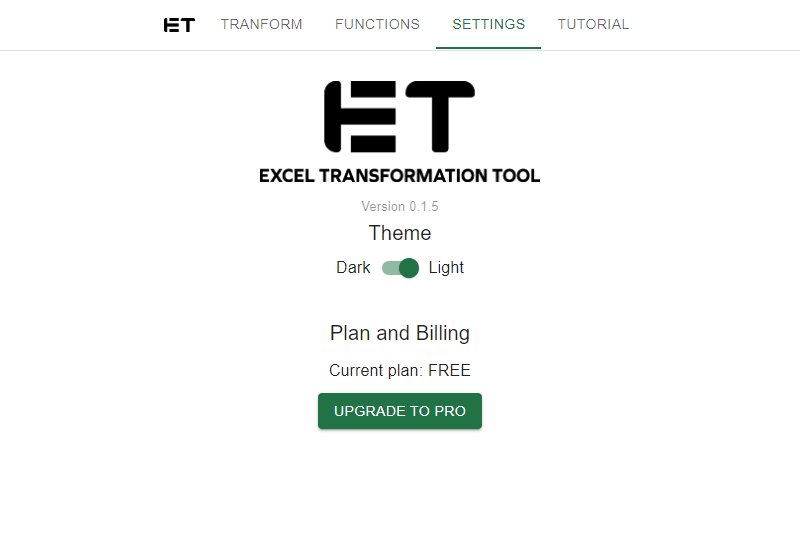 ET TRANFORM FUNCTIONS SETTINGS TUTORIAL
ET
EXCEL TRANSFORMATION TOOL
Version 0.1.5
Theme
Dark Light
Plan and Billing
Current plan: FREE
UPGRADE TO PRO